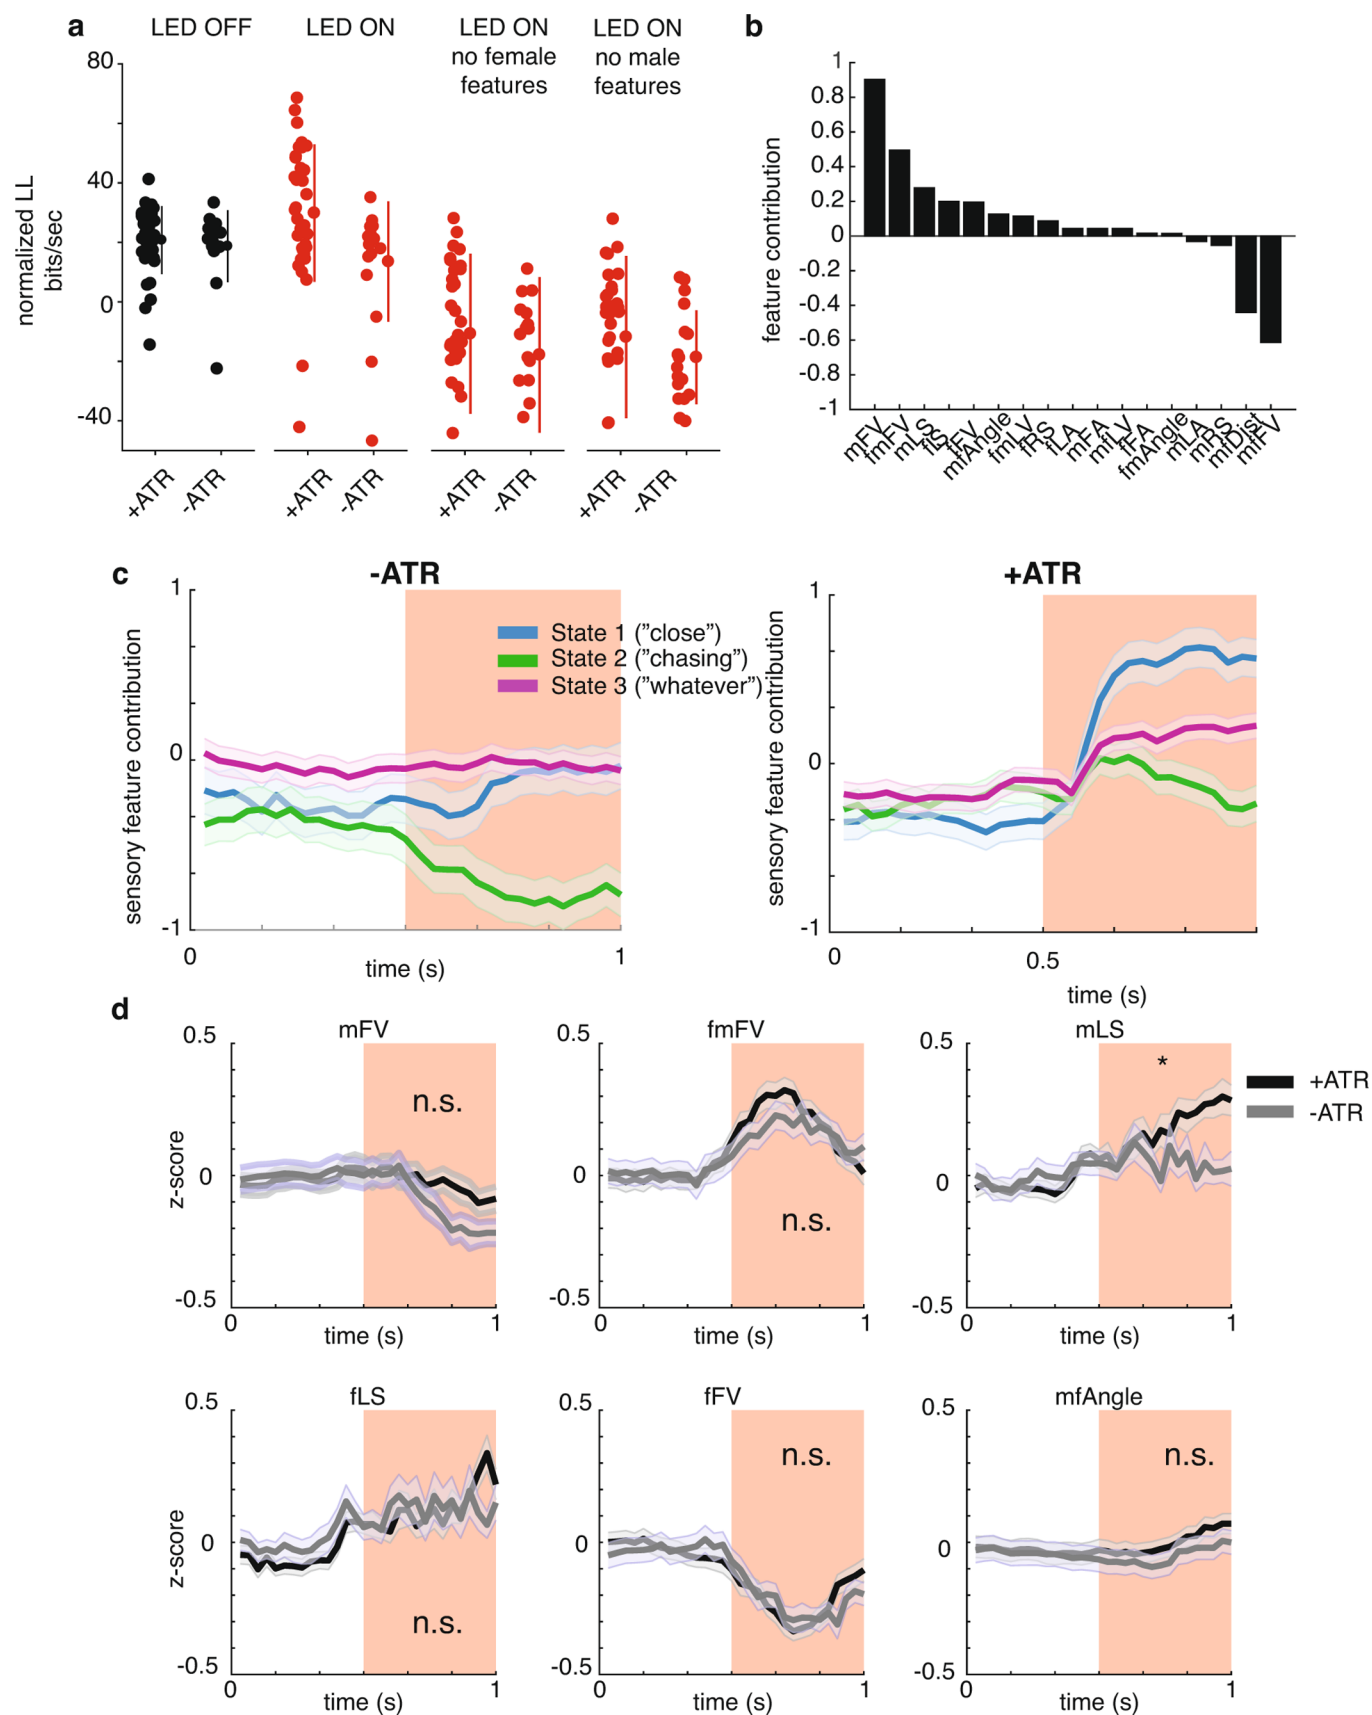 a
LED OFF
LED ON
LED ON
no female
features
LED ON
no male
features
normalized LL
bits/sec
80
40
0
-40
+ATR
-ATR
+ATR
-ATR
+ATR
-ATR
+ATR
-ATR
b
feature contribution
1
0.8
0.6
0.4
0.2
0
-0.2
-0.4
-0.6
-0.8
-1
mFV
fmFV
mLS
fLS
fFV
mfAngle
fmLV
fRS
fLA
mFA
mfLV
fFA
fmAngle
mLA
mRS
mfDist
mfFV
c
-ATR
sensory feature contribution
1
0
-1
State 1 ("close")
State 2 ("chasing")
State 3 ("whatever")
0
1
time (s)
+ATR
sensory feature contribution
1
0
-1
0
0.5
time (s)
d
mFV
z-score
0.5
0
-0.5
n.s.
0
1
time (s)
fmFV
0.5
0
-0.5
n.s.
0
1
time (s)
mLS
0.5
0
-0.5
*
0
1
time (s)
+ATR
-ATR
fLS
z-score
0.5
0
-0.5
n.s.
0
1
time (s)
fFV
0.5
0
-0.5
n.s.
0
1
time (s)
mfAngle
0.5
0
-0.5
n.s.
0
1
time (s)